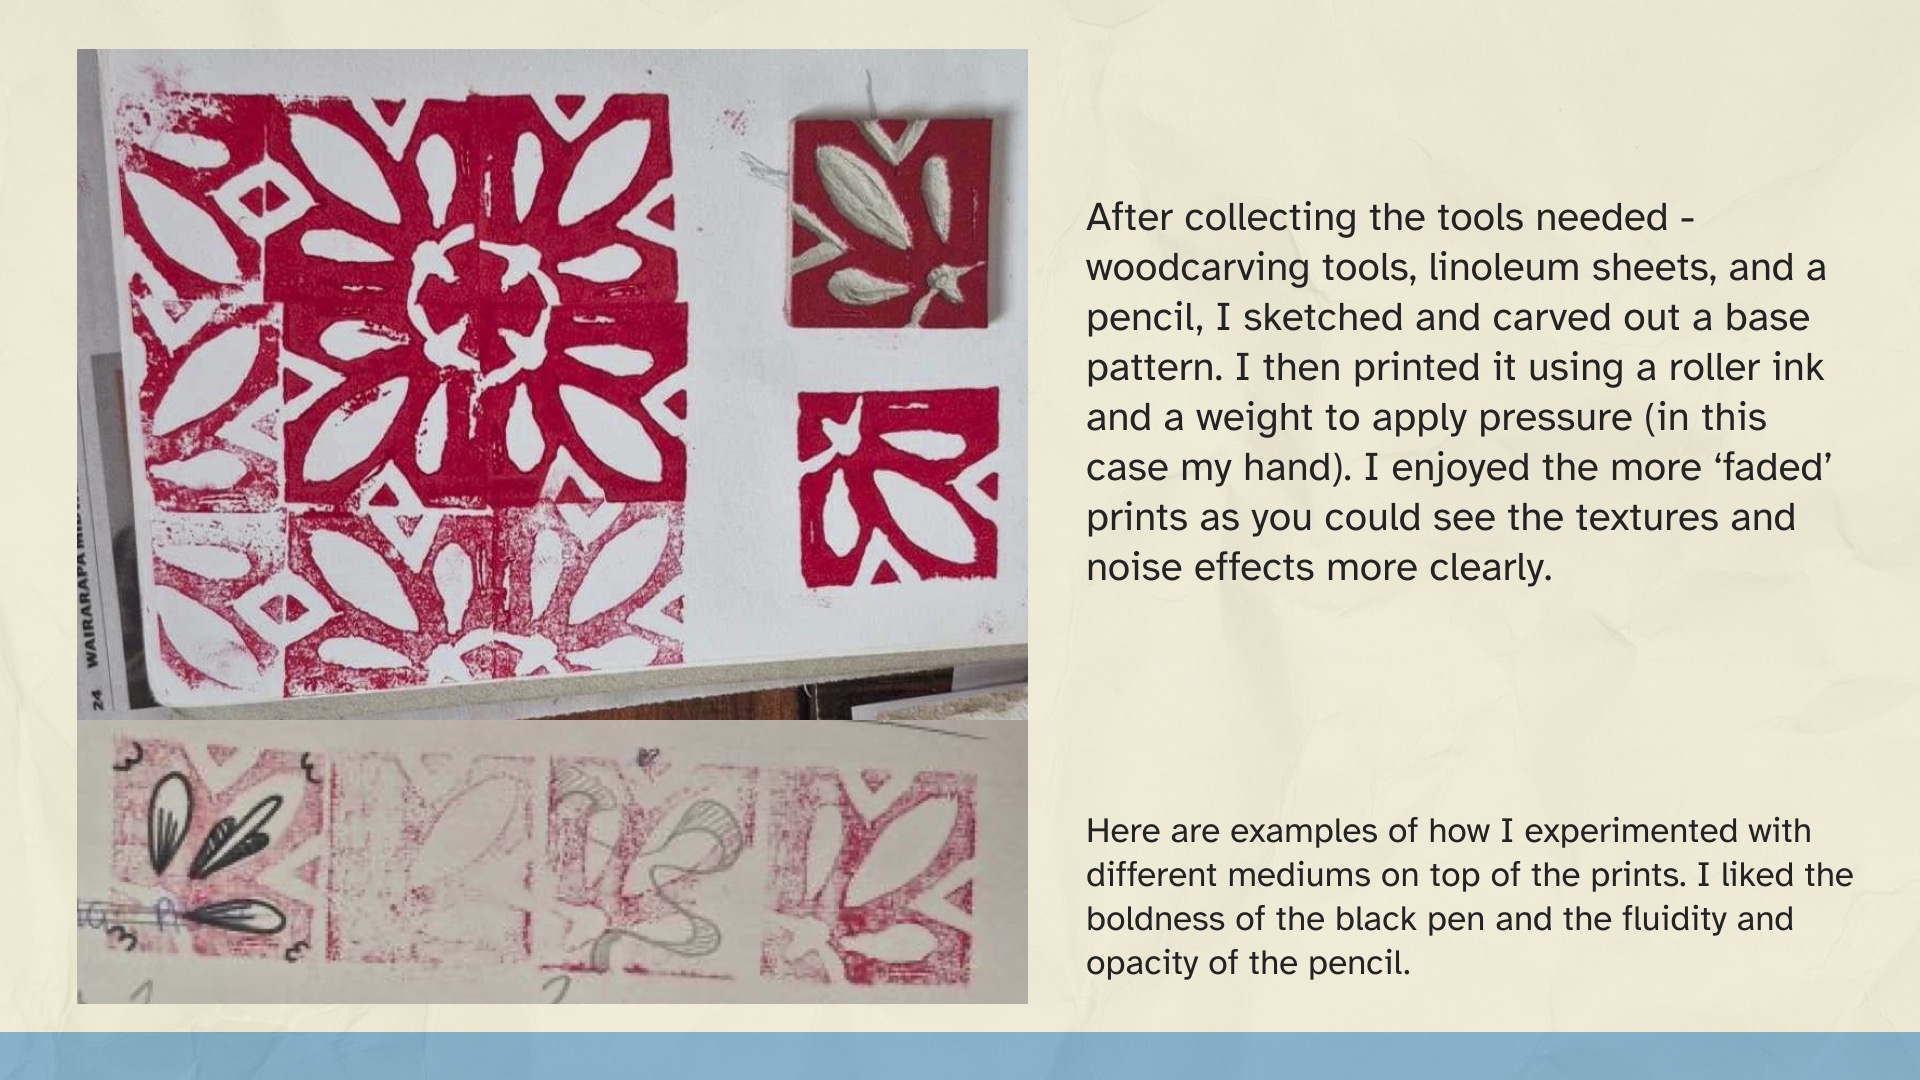 After collecting the tools needed -
woodcarving tools, linoleum sheets, and a
pencil, I sketched and carved out a base
pattern. I then printed it using a roller ink
and a weight to apply pressure (in this
case my hand). I enjoyed the more ‘faded’
prints as you could see the textures and
noise effects more clearly.
24 WAIRARAPA
Here are examples of how I experimented with
different mediums on top of the prints. I liked the
boldness of the black pen and the fluidity and
opacity of the pencil.